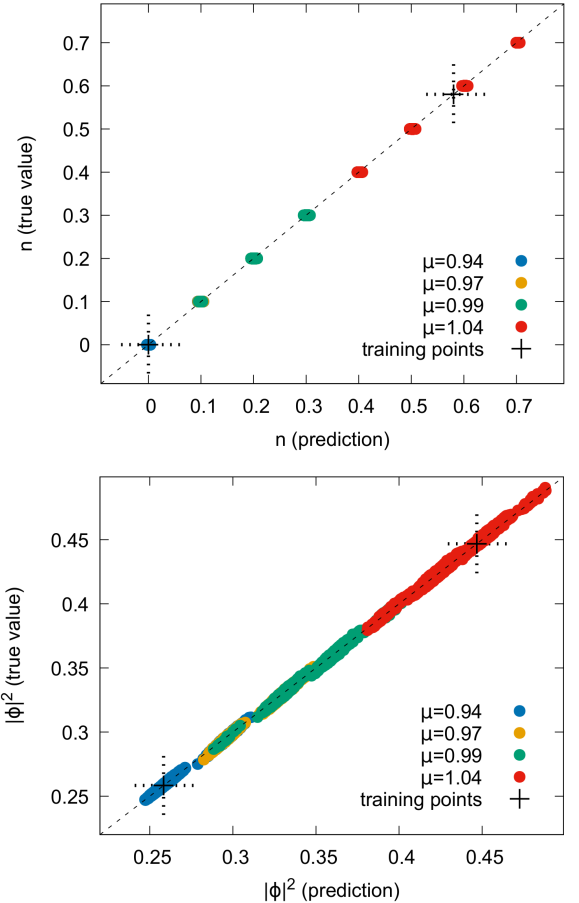 0.7
0.6
0.5
0.4
0.3
0.2
0.1
0
n (true value)
μ=0.94
μ=0.97
μ=0.99
μ=1.04
training points
0 0.1 0.2 0.3 0.4 0.5 0.6 0.7
n (prediction)
0.45
0.4
0.35
0.3
0.25
|ϕ|² (true value)
μ=0.94
μ=0.97
μ=0.99
μ=1.04
training points
0.25 0.3 0.35 0.4 0.45
|ϕ|² (prediction)